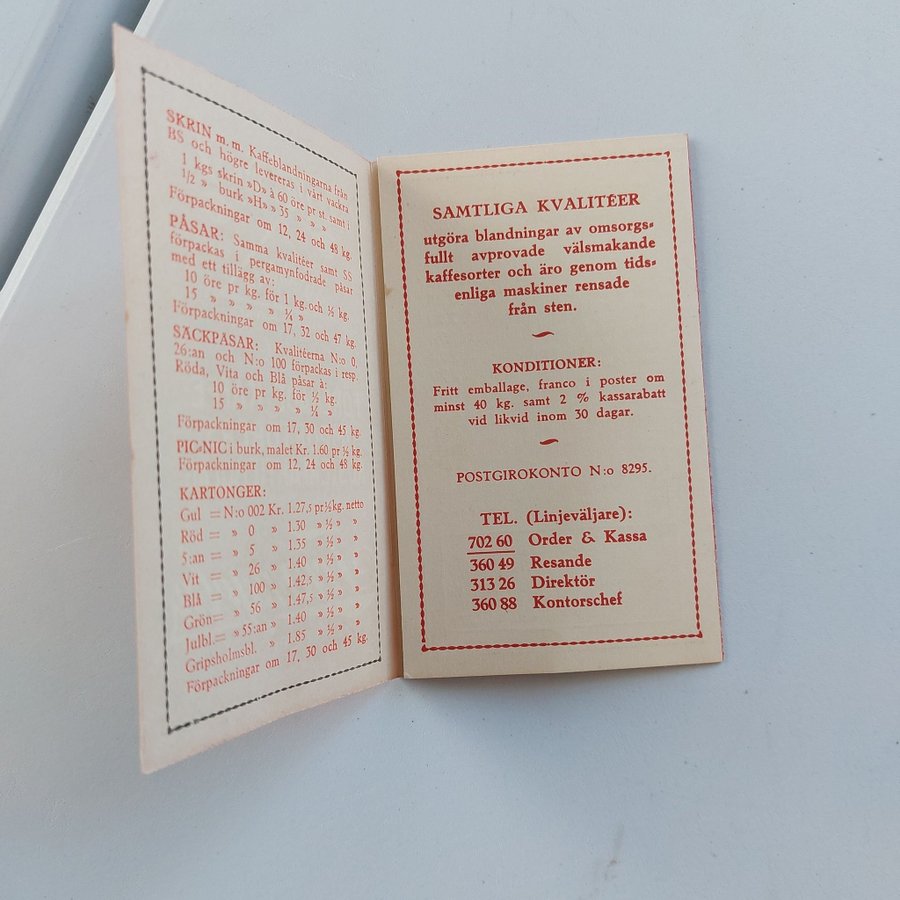 SKRIN m. m. Kaffeblandningarna från
BS och högre levereras i vårt vackra
1 kgs skrin »D» à 60 öre pr st. samt i
1/2 » burk »H» » 35 » » »
Förpackningar om 12, 24 och 48 kg.
PÅSAR: Samma kvalitéer samt SS
förpackas i pergamynfodrade påsar
med ett tillägg av:
10 öre pr kg. för 1 kg. och ½ kg.
15 » » » » ¼ »
Förpackningar om 17, 32 och 47 kg.
SÄCKPÅSAR: Kvalitéerna N:o 0,
26:an och N:o 100 förpackas i resp.
Röda, Vita och Blå påsar à:
10 öre pr kg. för ½ kg.
15 » » » » ¼ »
Förpackningar om 17, 30 och 45 kg.
PIC=NIC i burk, malet Kr. 1.60 pr ½ kg.
Förpackningar om 12, 24 och 48 kg.
KARTONGER:
Gul = N:o 002 Kr. 1.27,5 pr ½ kg. netto
Röd = » 0 » 1.30 » ½ » »
5:an = » 5 » 1.35 » ½ » »
Vit = » 26 » 1.40 » ½ » »
Blå = » 100 » 1.42,5 » ½ » »
Grön= » 56 » 1.47,5 » ½ » »
Julbl.= » 55:an » 1.40 » ½ » »
Gripsholmsbl. » 1.85 » ½ » »
Förpackningar om 17, 30 och 45 kg.
SAMTLIGA KVALITÉER
utgöra blandningar av omsorgs=
fullt avprovade välsmakande
kaffesorter och äro genom tids=
enliga maskiner rensade
från sten.
KONDITIONER:
Fritt emballage, franco i poster om
minst 40 kg. samt 2 % kassarabatt
vid likvid inom 30 dagar.
POSTGIROKONTO N:o 8295.
TEL. (Linjeväljare):
702 60 Order & Kassa
360 49 Resande
313 26 Direktör
360 88 Kontorschef